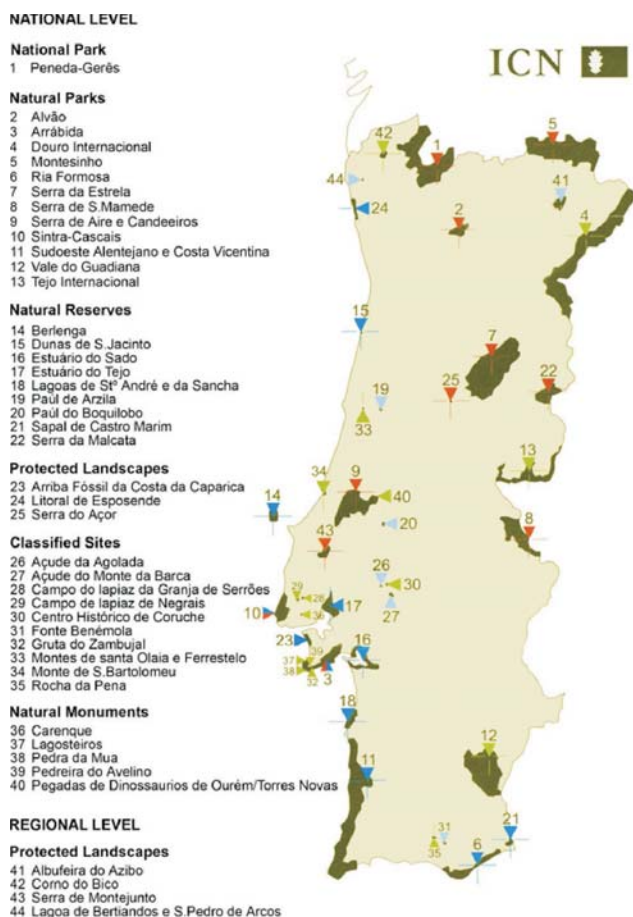 NATIONAL LEVEL
National Park
1 Peneda-Gerês
Natural Parks
2 Alvão
3 Arrábida
4 Douro Internacional
5 Montesinho
6 Ria Formosa
7 Serra da Estrela
8 Serra de S.Mamede
9 Serra de Aire e Candeeiros
10 Sintra-Cascais
11 Sudoeste Alentejano e Costa Vicentina
12 Vale do Guadiana
13 Tejo Internacional
Natural Reserves
14 Berlenga
15 Dunas de S.Jacinto
16 Estuário do Sado
17 Estuário do Tejo
18 Lagoas de Stº André e da Sancha
19 Paúl de Arzila
20 Paúl do Boquilobo
21 Sapal de Castro Marim
22 Serra da Malcata
Protected Landscapes
23 Arriba Fóssil da Costa da Caparica
24 Litoral de Esposende
25 Serra do Açor
Classified Sites
26 Açude da Agolada
27 Açude do Monte da Barca
28 Campo do lapiaz da Granja de Serrões
29 Campo de lapiaz de Negrais
30 Centro Histórico de Coruche
31 Fonte Benémola
32 Gruta do Zambujal
33 Montes de santa Olaia e Ferrestelo
34 Monte de S.Bartolomeu
35 Rocha da Pena
Natural Monuments
36 Carenque
37 Lagosteiros
38 Pedra da Mua
39 Pedreira do Avelino
40 Pegadas de Dinossaurios de Ourém/Torres Novas
REGIONAL LEVEL
Protected Landscapes
41 Albufeira do Azibo
42 Corno do Bico
43 Serra de Montejunto
44 Lagoa de Bertiandos e S.Pedro de Arcos
ICN
42
1
5
44
41
24
2
4
15
7
22
19
25
33
13
34
9
40
14
20
8
43
26
30
29
28
27
10
36
17
23
16
39
37
38
32
3
18
12
11
21
31
35
6